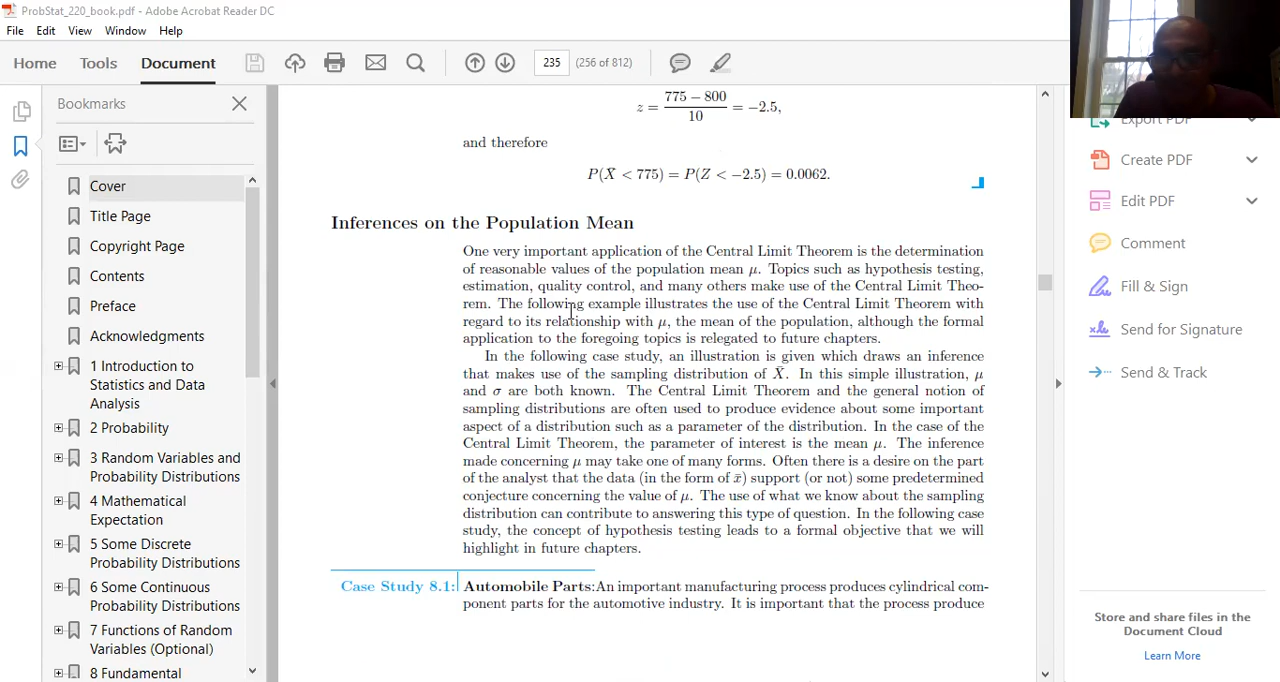 ProbStat_220_book.pdf - Adobe Acrobat Reader DC
File Edit View Window Help
Home Tools Document 235 (256 of 812)
Bookmarks
Cover
Title Page
Copyright Page
Contents
Preface
Acknowledgments
1 Introduction to
Statistics and Data
Analysis
2 Probability
3 Random Variables and
Probability Distributions
4 Mathematical
Expectation
5 Some Discrete
Probability Distributions
6 Some Continuous
Probability Distributions
7 Functions of Random
Variables (Optional)
8 Fundamental
z = (775 − 800)/10 = −2.5,
and therefore
P(X̄ < 775) = P(Z < −2.5) = 0.0062.
Inferences on the Population Mean
One very important application of the Central Limit Theorem is the determination
of reasonable values of the population mean μ. Topics such as hypothesis testing,
estimation, quality control, and many others make use of the Central Limit Theo-
rem. The following example illustrates the use of the Central Limit Theorem with
regard to its relationship with μ, the mean of the population, although the formal
application to the foregoing topics is relegated to future chapters.
In the following case study, an illustration is given which draws an inference
that makes use of the sampling distribution of X̄. In this simple illustration, μ
and σ are both known. The Central Limit Theorem and the general notion of
sampling distributions are often used to produce evidence about some important
aspect of a distribution such as a parameter of the distribution. In the case of the
Central Limit Theorem, the parameter of interest is the mean μ. The inference
made concerning μ may take one of many forms. Often there is a desire on the part
of the analyst that the data (in the form of x̄) support (or not) some predetermined
conjecture concerning the value of μ. The use of what we know about the sampling
distribution can contribute to answering this type of question. In the following case
study, the concept of hypothesis testing leads to a formal objective that we will
highlight in future chapters.
Case Study 8.1: Automobile Parts:An important manufacturing process produces cylindrical com-
ponent parts for the automotive industry. It is important that the process produce
Export PDF
Create PDF
Edit PDF
Comment
Fill & Sign
Send for Signature
Send & Track
Store and share files in the
Document Cloud
Learn More